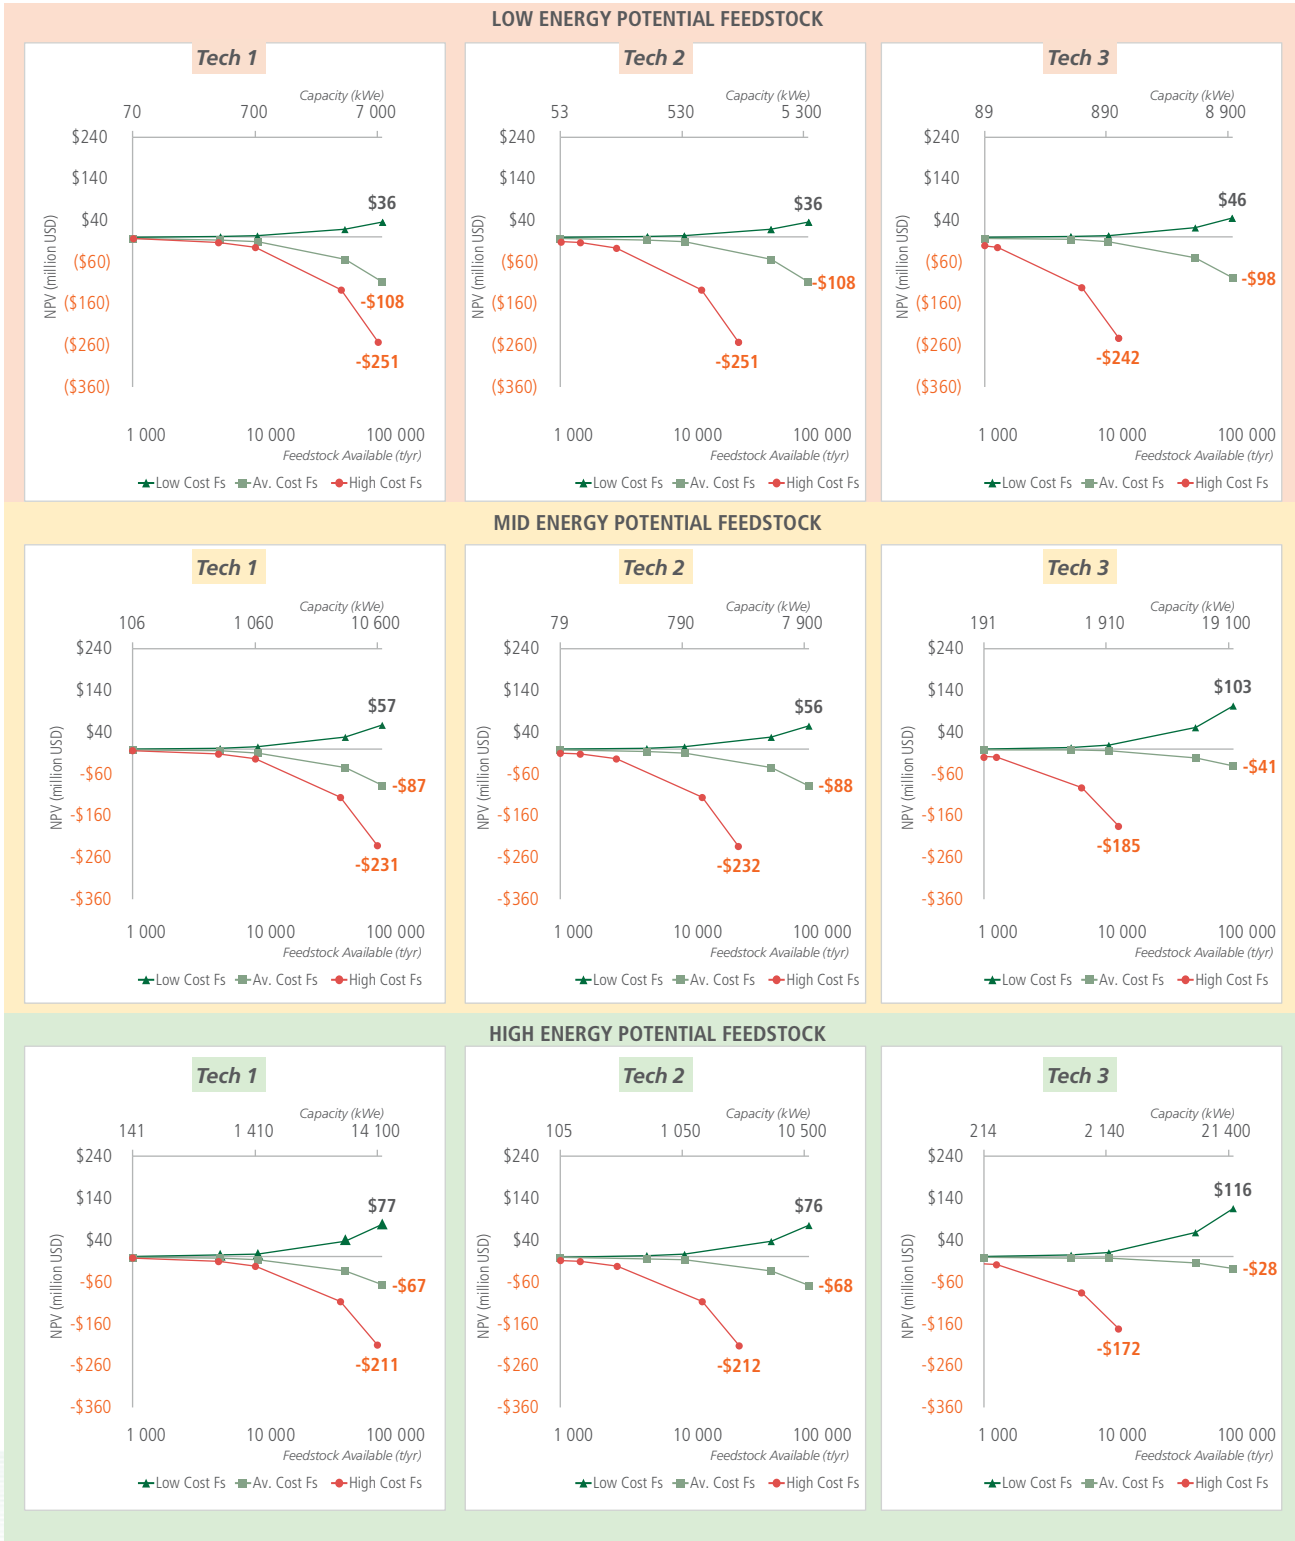 LOW ENERGY POTENTIAL FEEDSTOCK
Tech 1
Capacity (kWe)
70 700 7 000
$240
$140
$40
($60)
($160)
($260)
($360)
NPV (million USD)
$36
-$108
-$251
1 000 10 000 100 000
Feedstock Available (t/yr)
Low Cost Fs Av. Cost Fs High Cost Fs
Tech 2
Capacity (kWe)
53 530 5 300
$240
$140
$40
($60)
($160)
($260)
($360)
NPV (million USD)
$36
-$108
-$251
1 000 10 000 100 000
Feedstock Available (t/yr)
Low Cost Fs Av. Cost Fs High Cost Fs
Tech 3
Capacity (kWe)
89 890 8 900
$240
$140
$40
($60)
($160)
($260)
($360)
NPV (million USD)
$46
-$98
-$242
1 000 10 000 100 000
Feedstock Available (t/yr)
Low Cost Fs Av. Cost Fs High Cost Fs
MID ENERGY POTENTIAL FEEDSTOCK
Tech 1
Capacity (kWe)
106 1 060 10 600
$240
$140
$40
-$60
-$160
-$260
-$360
NPV (million USD)
$57
-$87
-$231
1 000 10 000 100 000
Feedstock Available (t/yr)
Low Cost Fs Av. Cost Fs High Cost Fs
Tech 2
Capacity (kWe)
79 790 7 900
$240
$140
$40
-$60
-$160
-$260
-$360
NPV (million USD)
$56
-$88
-$232
1 000 10 000 100 000
Feedstock Available (t/yr)
Low Cost Fs Av. Cost Fs High Cost Fs
Tech 3
Capacity (kWe)
191 1 910 19 100
$240
$140
$40
-$60
-$160
-$260
-$360
NPV (million USD)
$103
-$41
-$185
1 000 10 000 100 000
Feedstock Available (t/yr)
Low Cost Fs Av. Cost Fs High Cost Fs
HIGH ENERGY POTENTIAL FEEDSTOCK
Tech 1
Capacity (kWe)
141 1 410 14 100
$240
$140
$40
-$60
-$160
-$260
-$360
NPV (million USD)
$77
-$67
-$211
1 000 10 000 100 000
Feedstock Available (t/yr)
Low Cost Fs Av. Cost Fs High Cost Fs
Tech 2
Capacity (kWe)
105 1 050 10 500
$240
$140
$40
-$60
-$160
-$260
-$360
NPV (million USD)
$76
-$68
-$212
1 000 10 000 100 000
Feedstock Available (t/yr)
Low Cost Fs Av. Cost Fs High Cost Fs
Tech 3
Capacity (kWe)
214 2 140 21 400
$240
$140
$40
-$60
-$160
-$260
-$360
NPV (million USD)
$116
-$28
-$172
1 000 10 000 100 000
Feedstock Available (t/yr)
Low Cost Fs Av. Cost Fs High Cost Fs